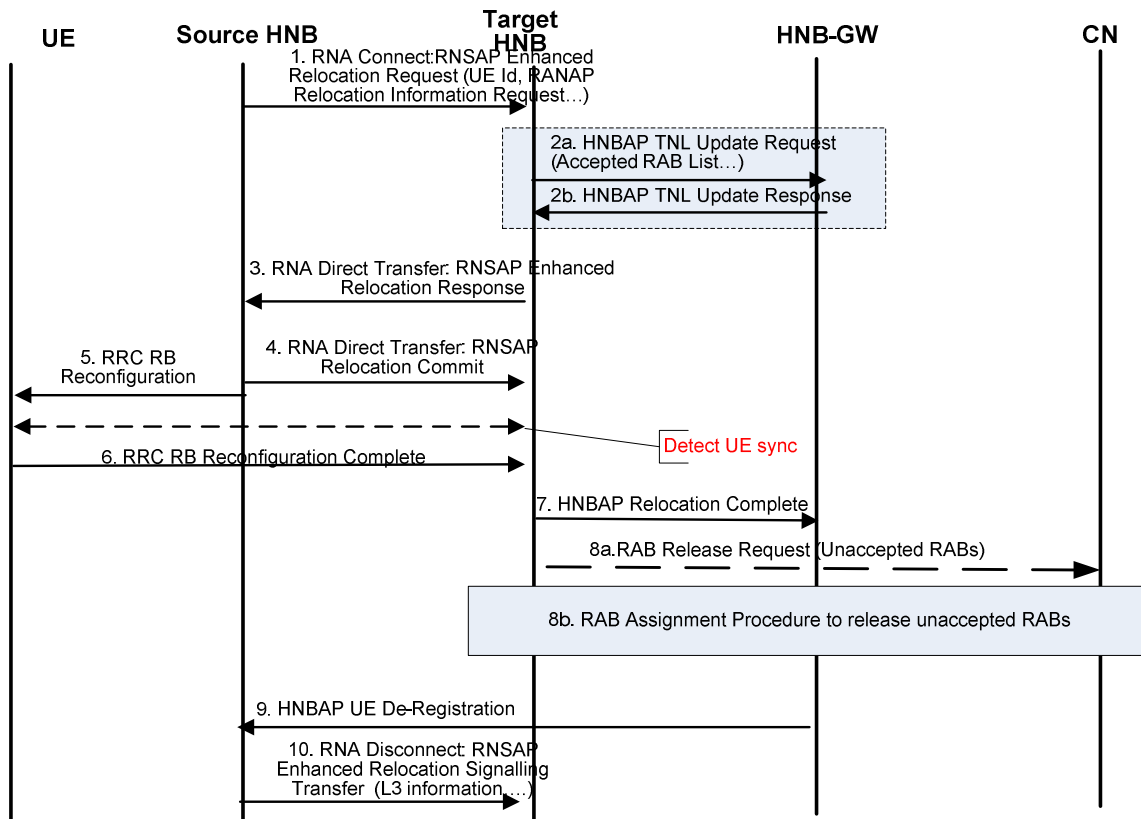 UE
Source HNB
Target
HNB
HNB-GW
CN
1. RNA Connect:RNSAP Enhanced
Relocation Request (UE Id, RANAP
Relocation Information Request…)
2a. HNBAP TNL Update Request
(Accepted RAB List…)
2b. HNBAP TNL Update Response
3. RNA Direct Transfer: RNSAP Enhanced
Relocation Response
4. RNA Direct Transfer: RNSAP
Relocation Commit
5. RRC RB
Reconfiguration
Detect UE sync
6. RRC RB Reconfiguration Complete
7. HNBAP Relocation Complete
8a.RAB Release Request (Unaccepted RABs)
8b. RAB Assignment Procedure to release unaccepted RABs
9. HNBAP UE De-Registration
10. RNA Disconnect: RNSAP
Enhanced Relocation Signalling
Transfer (L3 information,…)